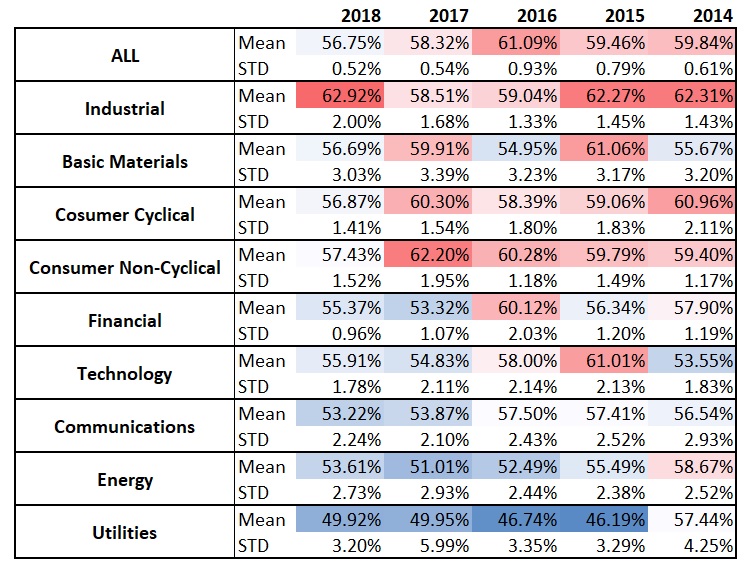 2018 2017 2016 2015 2014
ALL
Mean 56.75% 58.32% 61.09% 59.46% 59.84%
STD 0.52% 0.54% 0.93% 0.79% 0.61%
Industrial
Mean 62.92% 58.51% 59.04% 62.27% 62.31%
STD 2.00% 1.68% 1.33% 1.45% 1.43%
Basic Materials
Mean 56.69% 59.91% 54.95% 61.06% 55.67%
STD 3.03% 3.39% 3.23% 3.17% 3.20%
Cosumer Cyclical
Mean 56.87% 60.30% 58.39% 59.06% 60.96%
STD 1.41% 1.54% 1.80% 1.83% 2.11%
Consumer Non-Cyclical
Mean 57.43% 62.20% 60.28% 59.79% 59.40%
STD 1.52% 1.95% 1.18% 1.49% 1.17%
Financial
Mean 55.37% 53.32% 60.12% 56.34% 57.90%
STD 0.96% 1.07% 2.03% 1.20% 1.19%
Technology
Mean 55.91% 54.83% 58.00% 61.01% 53.55%
STD 1.78% 2.11% 2.14% 2.13% 1.83%
Communications
Mean 53.22% 53.87% 57.50% 57.41% 56.54%
STD 2.24% 2.10% 2.43% 2.52% 2.93%
Energy
Mean 53.61% 51.01% 52.49% 55.49% 58.67%
STD 2.73% 2.93% 2.44% 2.38% 2.52%
Utilities
Mean 49.92% 49.95% 46.74% 46.19% 57.44%
STD 3.20% 5.99% 3.35% 3.29% 4.25%